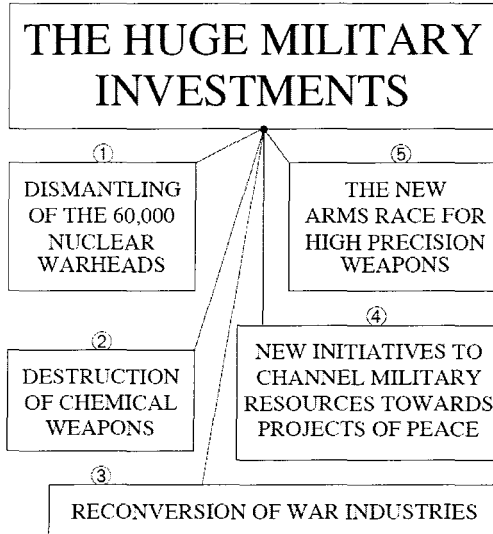 THE HUGE MILITARY
INVESTMENTS
①
DISMANTLING
OF THE 60,000
NUCLEAR
WARHEADS
②
DESTRUCTION
OF CHEMICAL
WEAPONS
③
RECONVERSION OF WAR INDUSTRIES
④
NEW INITIATIVES TO
CHANNEL MILITARY
RESOURCES TOWARDS
PROJECTS OF PEACE
⑤
THE NEW
ARMS RACE FOR
HIGH PRECISION
WEAPONS